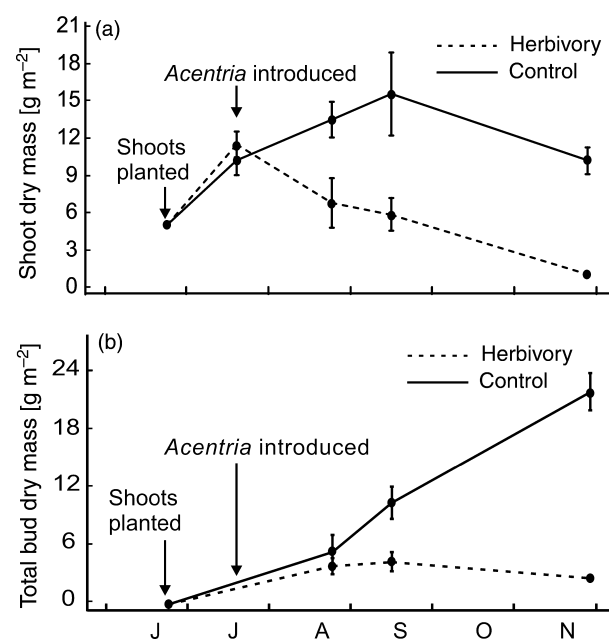 (a)
Herbivory
Control
Acentria introduced
Shoots
planted
Shoot dry mass [g m⁻²]
21
18
15
12
9
6
3
0
(b)
Herbivory
Control
Acentria introduced
Shoots
planted
Total bud dry mass [g m⁻²]
24
18
12
6
0
J J A S O N